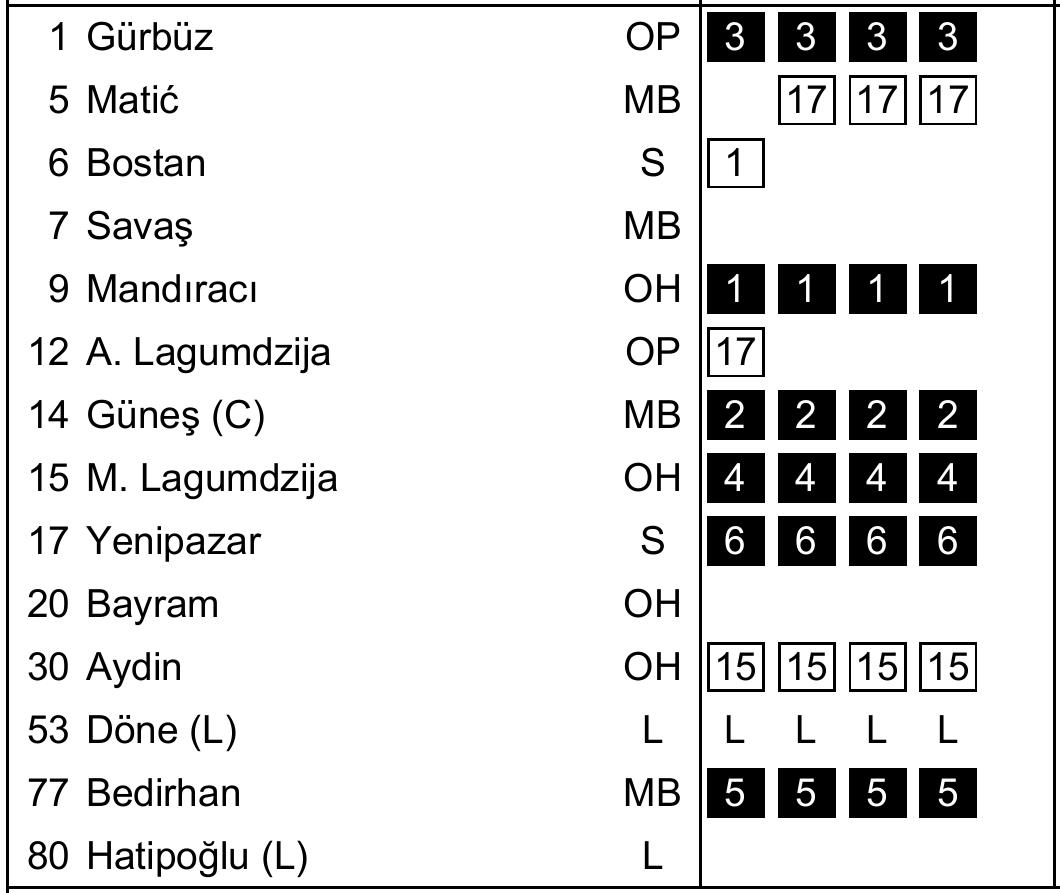 1 Gürbüz OP 3 3 3 3
5 Matić MB 17 17 17
6 Bostan S 1
7 Savaş MB
9 Mandıracı OH 1 1 1 1
12 A. Lagumdzija OP 17
14 Güneş (C) MB 2 2 2 2
15 M. Lagumdzija OH 4 4 4 4
17 Yenipazar S 6 6 6 6
20 Bayram OH
30 Aydin OH 15 15 15 15
53 Döne (L) L L L L L
77 Bedirhan MB 5 5 5 5
80 Hatipoğlu (L) L